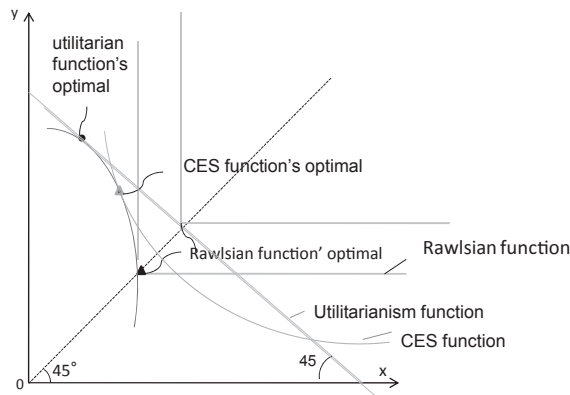 y
utilitarian
function's
optimal
CES function's optimal
Rawlsian function' optimal
Rawlsian function
Utilitarianism function
CES function
45
x
45°
0